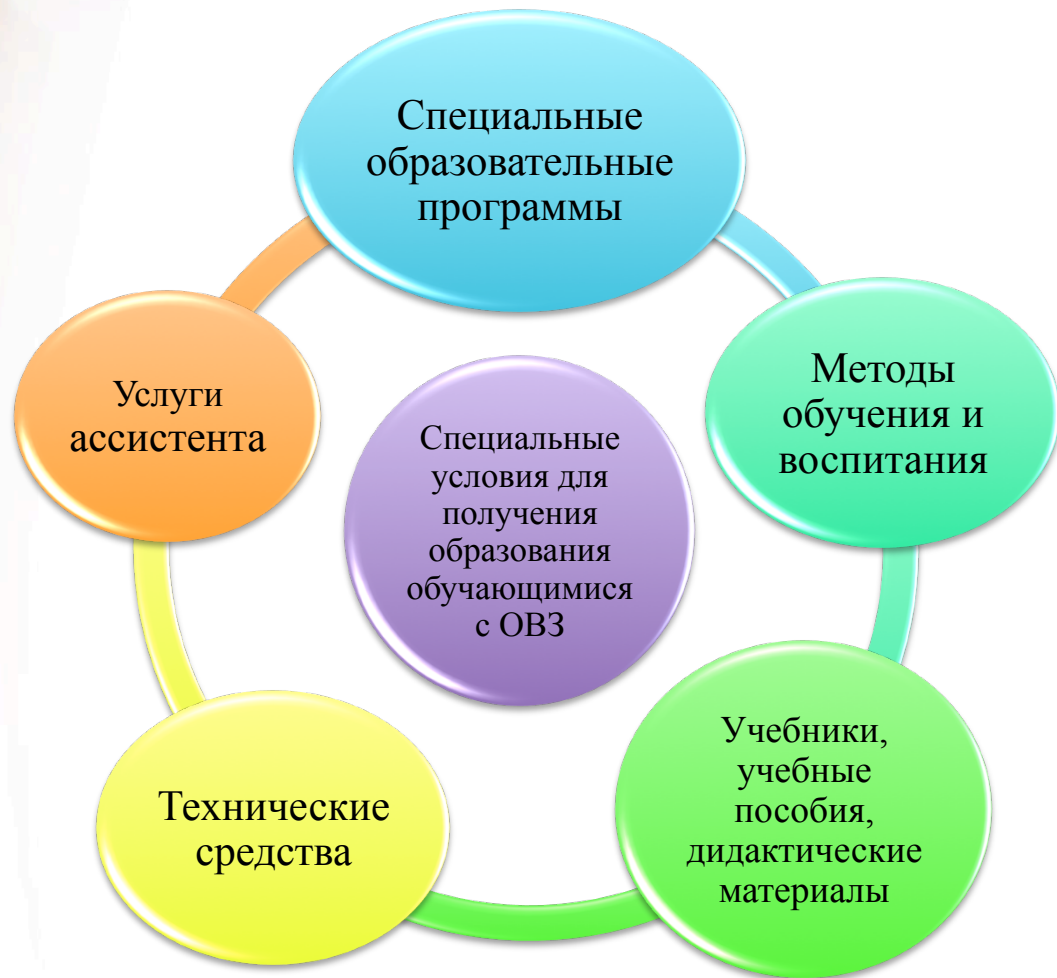 Специальные
образовательные
программы
Методы
обучения и
воспитания
Учебники,
учебные
пособия,
дидактические
материалы
Технические
средства
Услуги
ассистента
Специальные
условия для
получения
образования
обучающимися
с ОВЗ